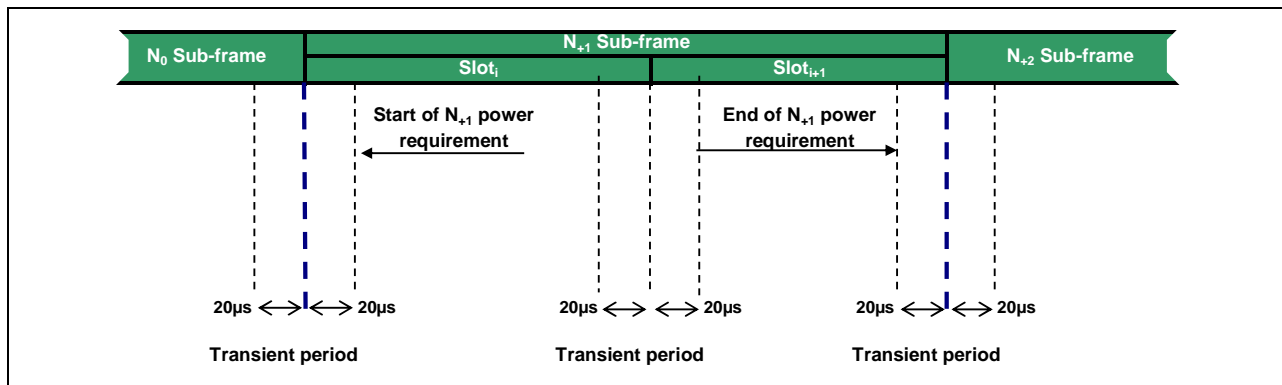 N0 Sub-frame
N+1 Sub-frame
N+2 Sub-frame
Sloti
Sloti+1
Start of N+1 power
requirement
End of N+1 power
requirement
20µs
20µs
20µs
20µs
20µs
20µs
Transient period
Transient period
Transient period